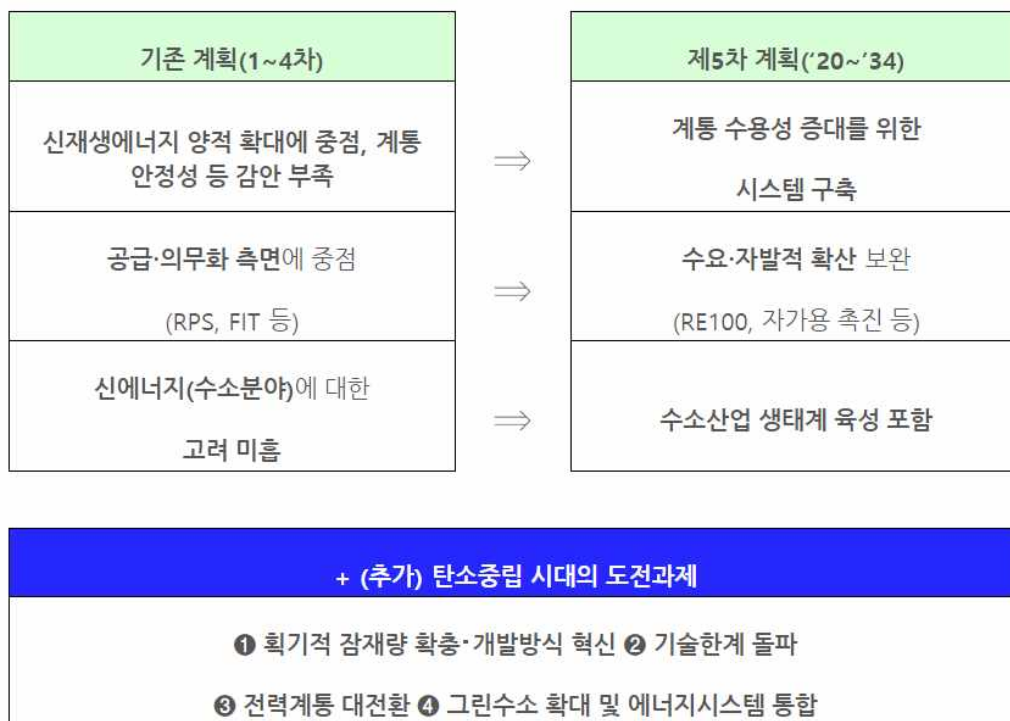 기존 계획(1~4차)
제5차 계획('20~'34)
신재생에너지 양적 확대에 중점, 계통
안정성 등 감안 부족
⇒
계통 수용성 증대를 위한
시스템 구축
공급·의무화 측면에 중점
(RPS, FIT 등)
⇒
수요·자발적 확산 보완
(RE100, 자가용 촉진 등)
신에너지(수소분야)에 대한
고려 미흡
⇒
수소산업 생태계 육성 포함
+ (추가) 탄소중립 시대의 도전과제
❶ 획기적 잠재량 확충·개발방식 혁신 ❷ 기술한계 돌파
❸ 전력계통 대전환 ❹ 그린수소 확대 및 에너지시스템 통합